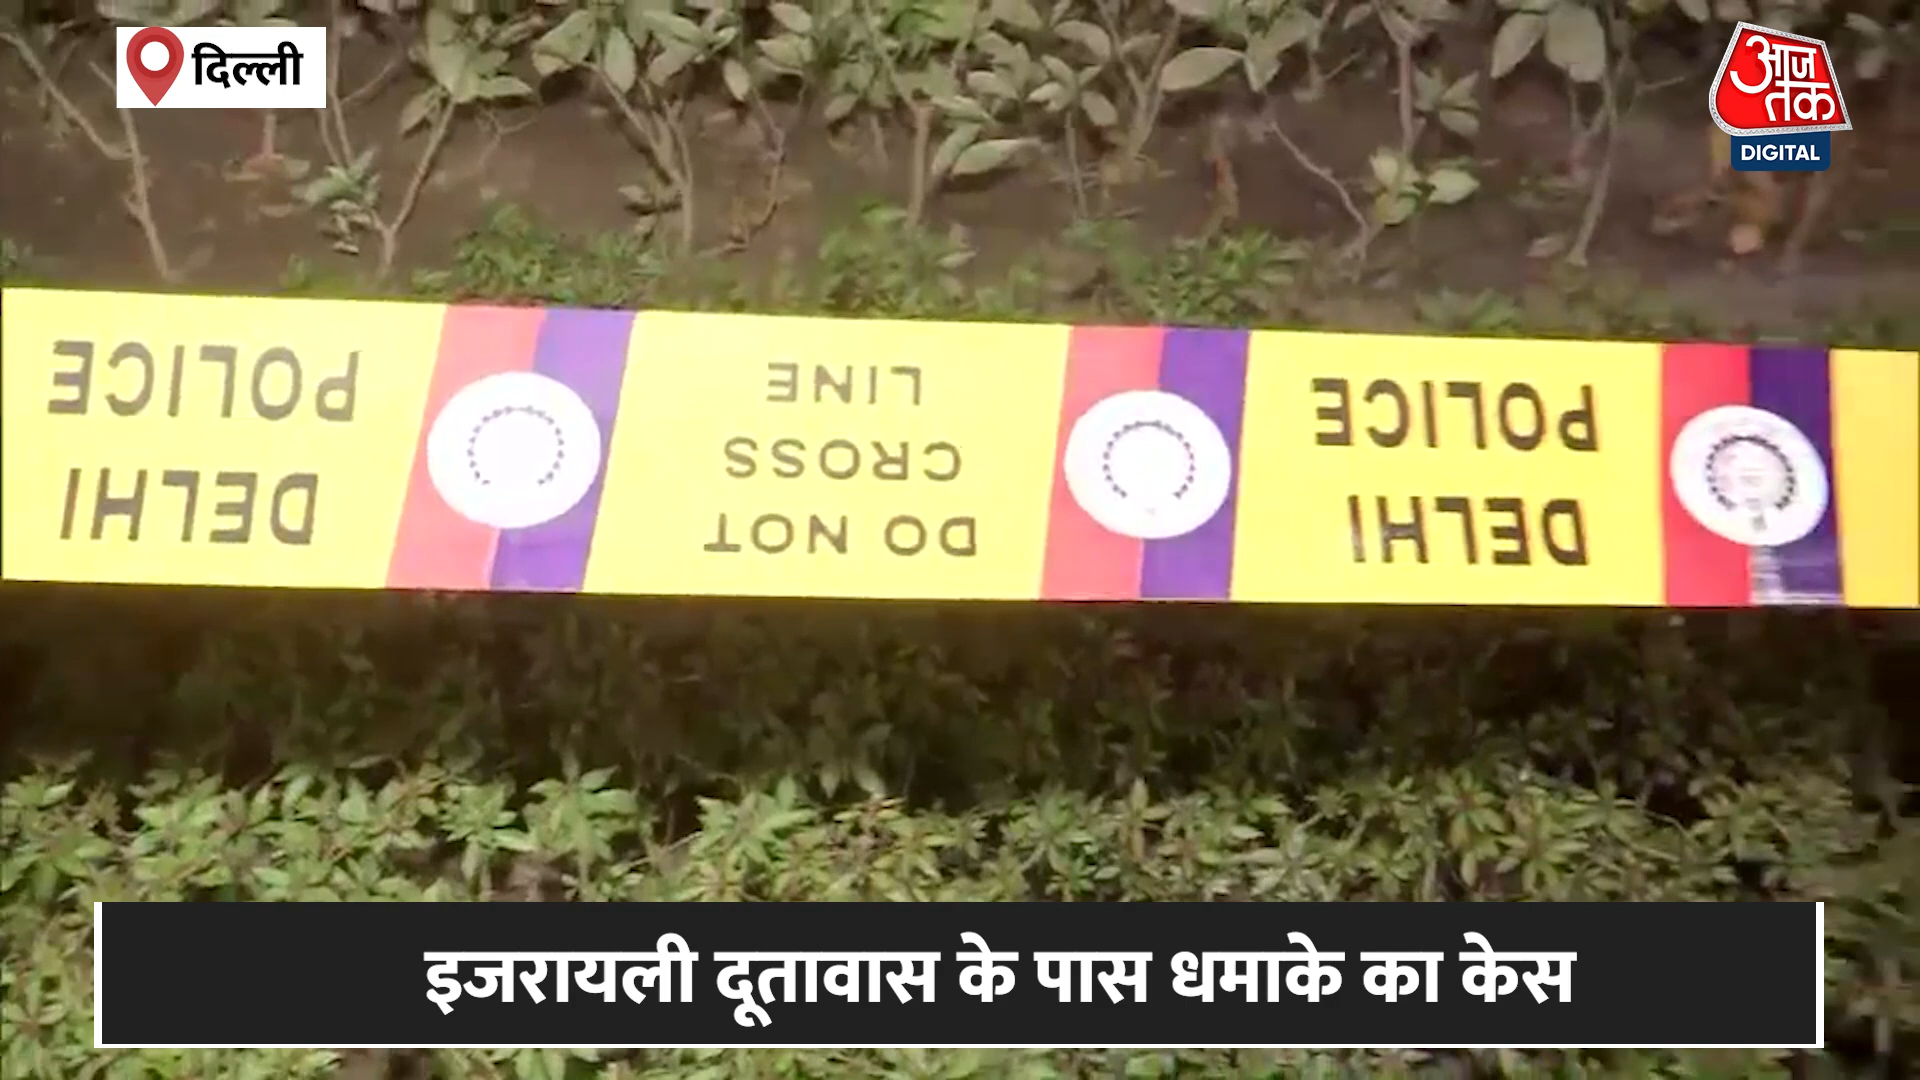 दिल्ली
आज
तक
DIGITAL
DELHI
POLICE
DO NOT
CROSS
LINE
DELHI
POLICE
इजरायली दूतावास के पास धमाके का केस